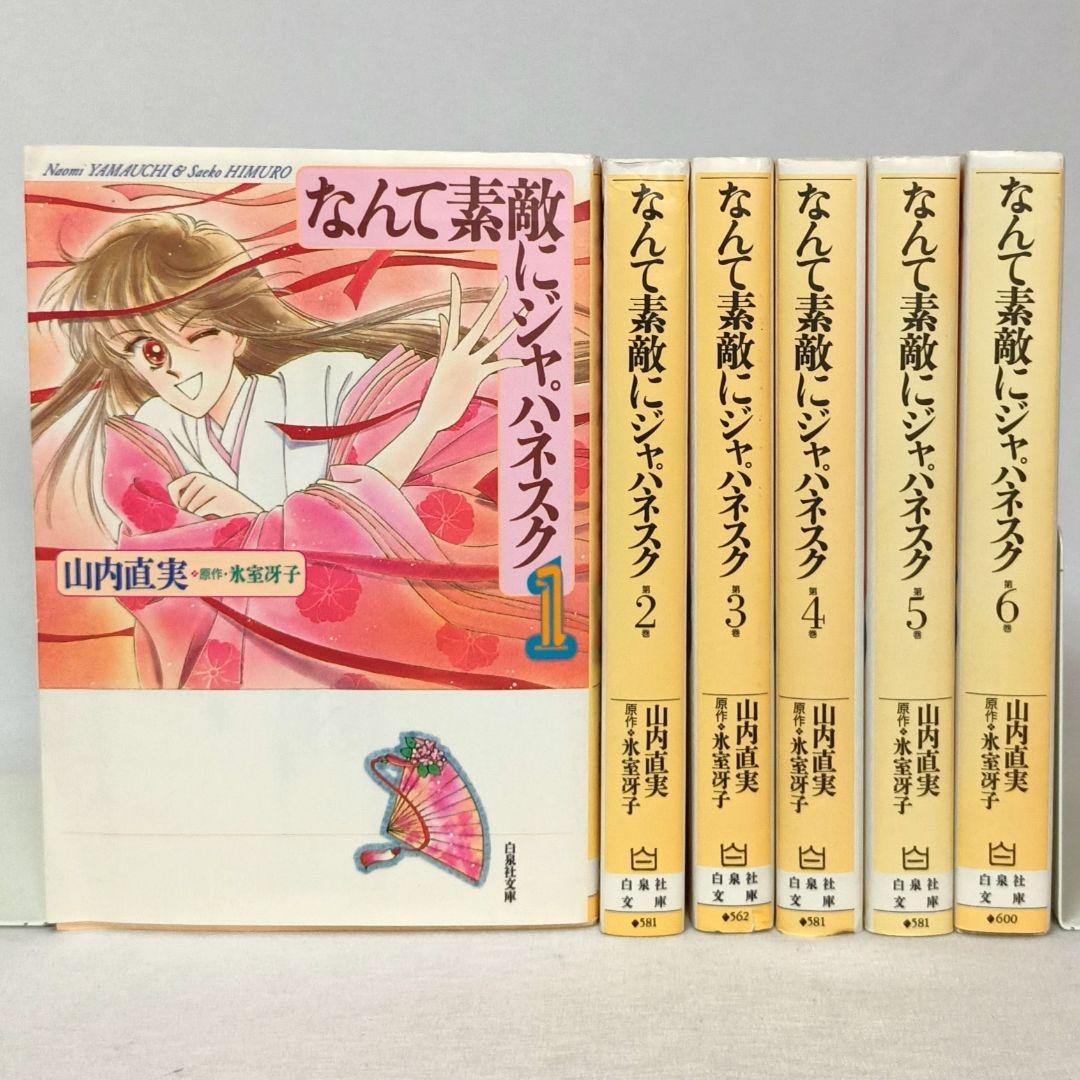 Naomi YAMAUCHI & Saeko HIMURO
なんて素敵にジャパネスク
1
山内直実❖原作・氷室冴子
白泉社文庫
なんて素敵にジャパネスク 第2巻
山内直実
原作❖氷室冴子
白泉社
文庫
◆581
なんて素敵にジャパネスク 第3巻
山内直実
原作❖氷室冴子
白泉社
文庫
◆562
なんて素敵にジャパネスク 第4巻
山内直実
原作❖氷室冴子
白泉社
文庫
◆581
なんて素敵にジャパネスク 第5巻
山内直実
原作❖氷室冴子
白泉社
文庫
◆581
なんて素敵にジャパネスク 第6巻
山内直実
原作❖氷室冴子
白泉社
文庫
◆600